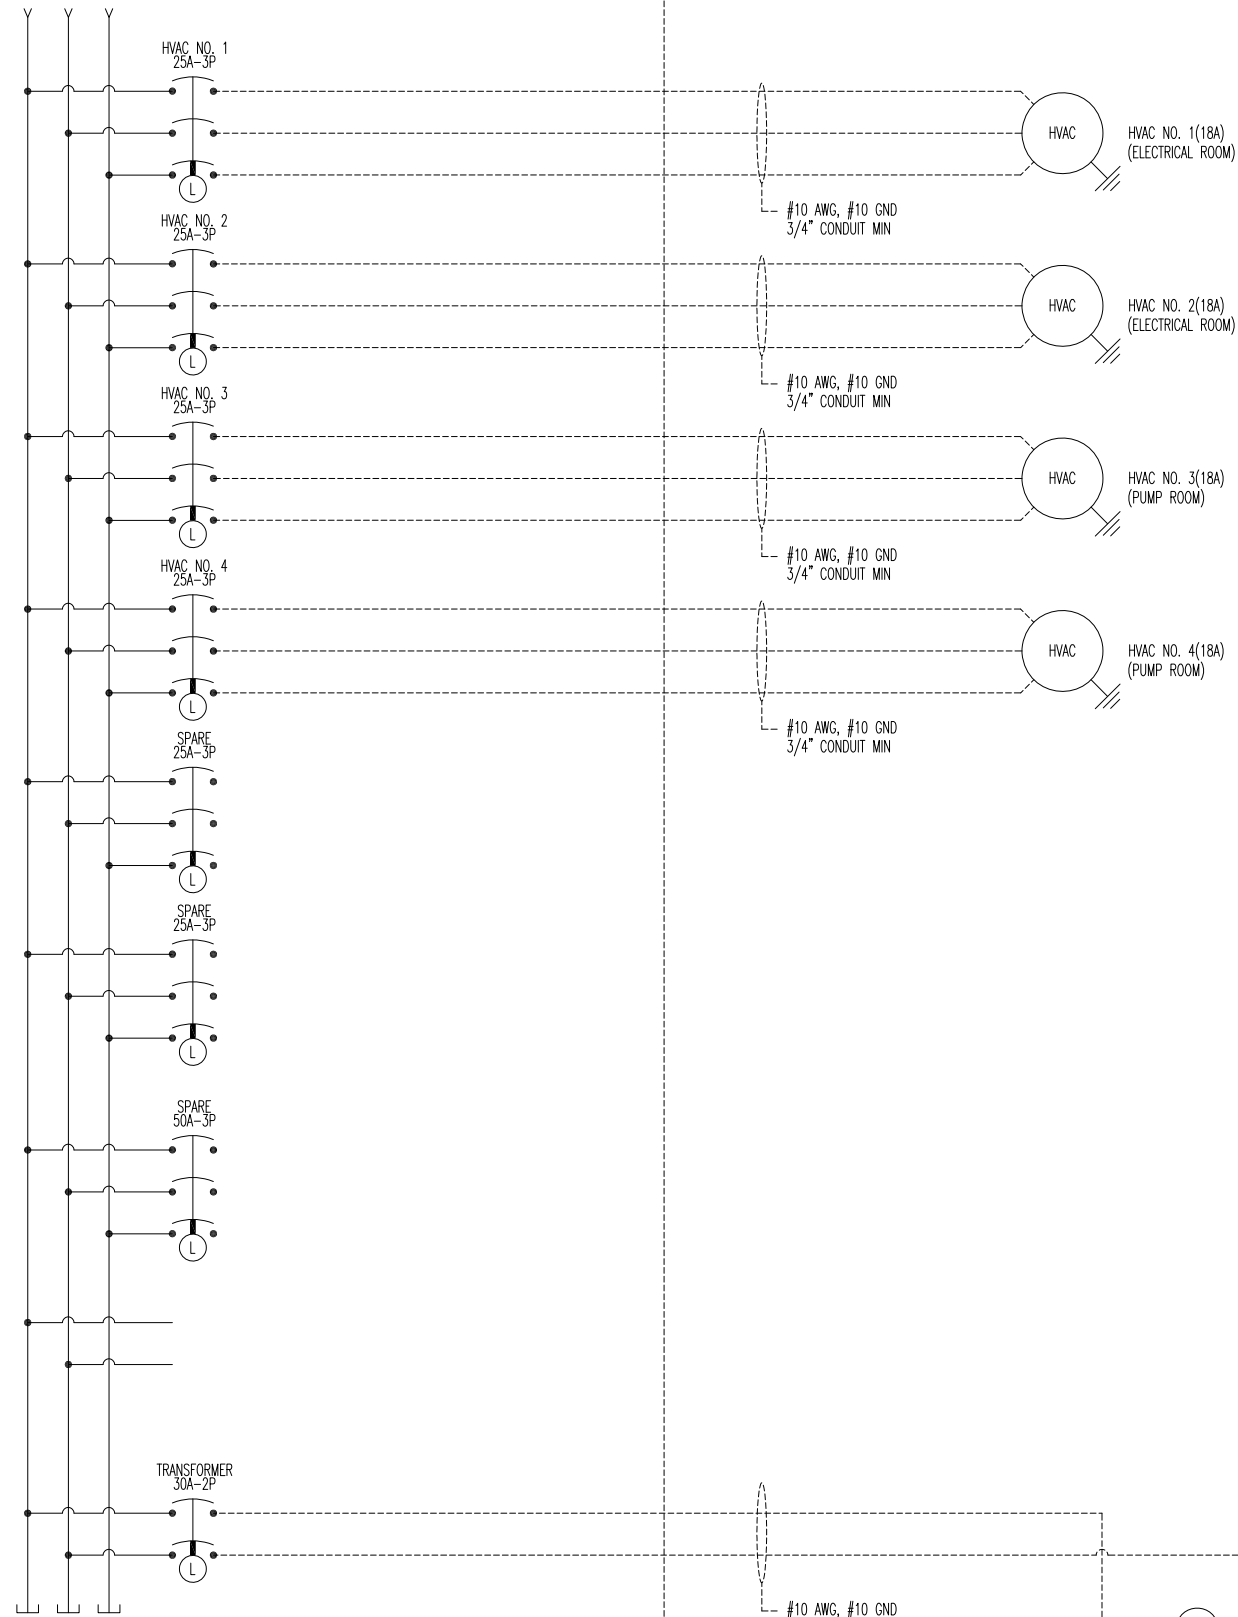 HVAC NO. 1
25A-3P
L
HVAC
HVAC NO. 1(18A)
(ELECTRICAL ROOM)
#10 AWG, #10 GND
3/4" CONDUIT MIN
HVAC NO. 2
25A-3P
L
HVAC
HVAC NO. 2(18A)
(ELECTRICAL ROOM)
#10 AWG, #10 GND
3/4" CONDUIT MIN
HVAC NO. 3
25A-3P
L
HVAC
HVAC NO. 3(18A)
(PUMP ROOM)
#10 AWG, #10 GND
3/4" CONDUIT MIN
HVAC NO. 4
25A-3P
L
HVAC
HVAC NO. 4(18A)
(PUMP ROOM)
#10 AWG, #10 GND
3/4" CONDUIT MIN
SPARE
25A-3P
L
SPARE
25A-3P
L
SPARE
50A-3P
L
TRANSFORMER
30A-2P
L
#10 AWG, #10 GND